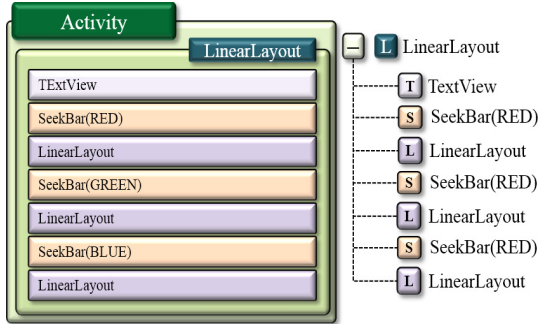 Activity
LinearLayout
TExtView
SeekBar(RED)
LinearLayout
SeekBar(GREEN)
LinearLayout
SeekBar(BLUE)
LinearLayout
— L LinearLayout
T TextView
S SeekBar(RED)
L LinearLayout
S SeekBar(RED)
L LinearLayout
S SeekBar(RED)
L LinearLayout